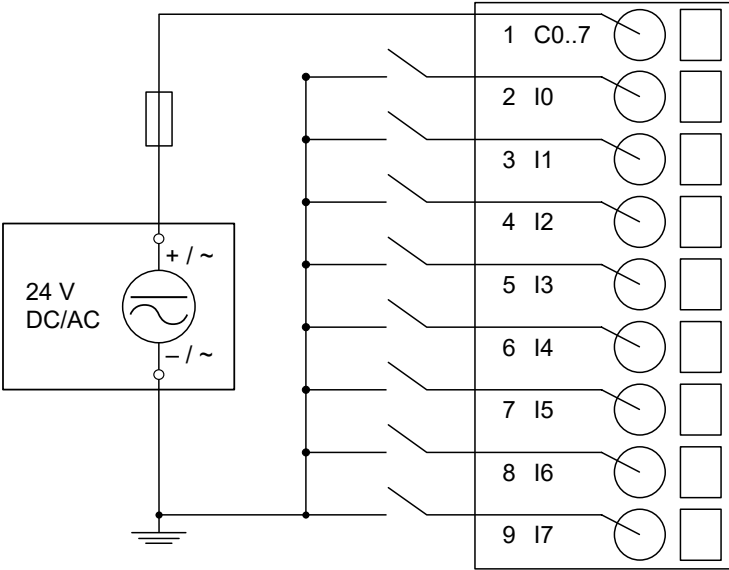 1 C0..7
2 I0
3 I1
4 I2
5 I3
6 I4
7 I5
8 I6
9 I7
+ / ~
24 V
DC/AC
– / ~